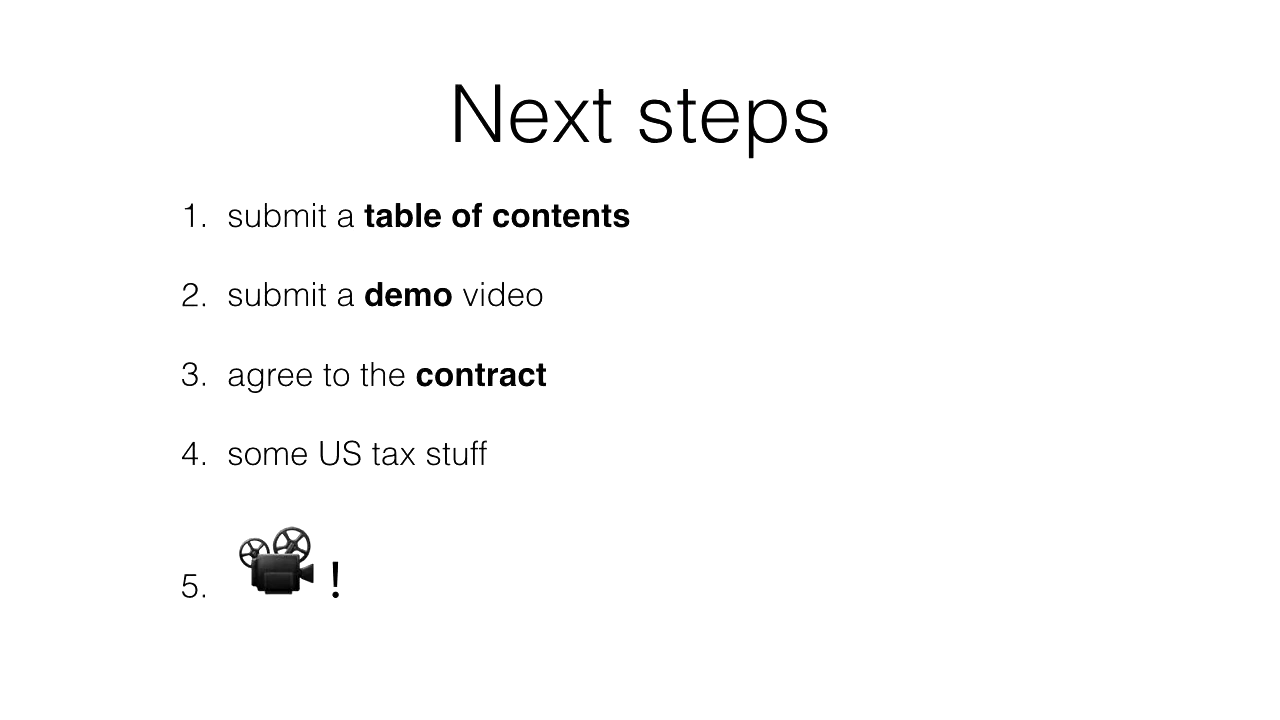 Next steps
1. submit a table of contents
2. submit a demo video
3. agree to the contract
4. some US tax stuff
5. 🎥!